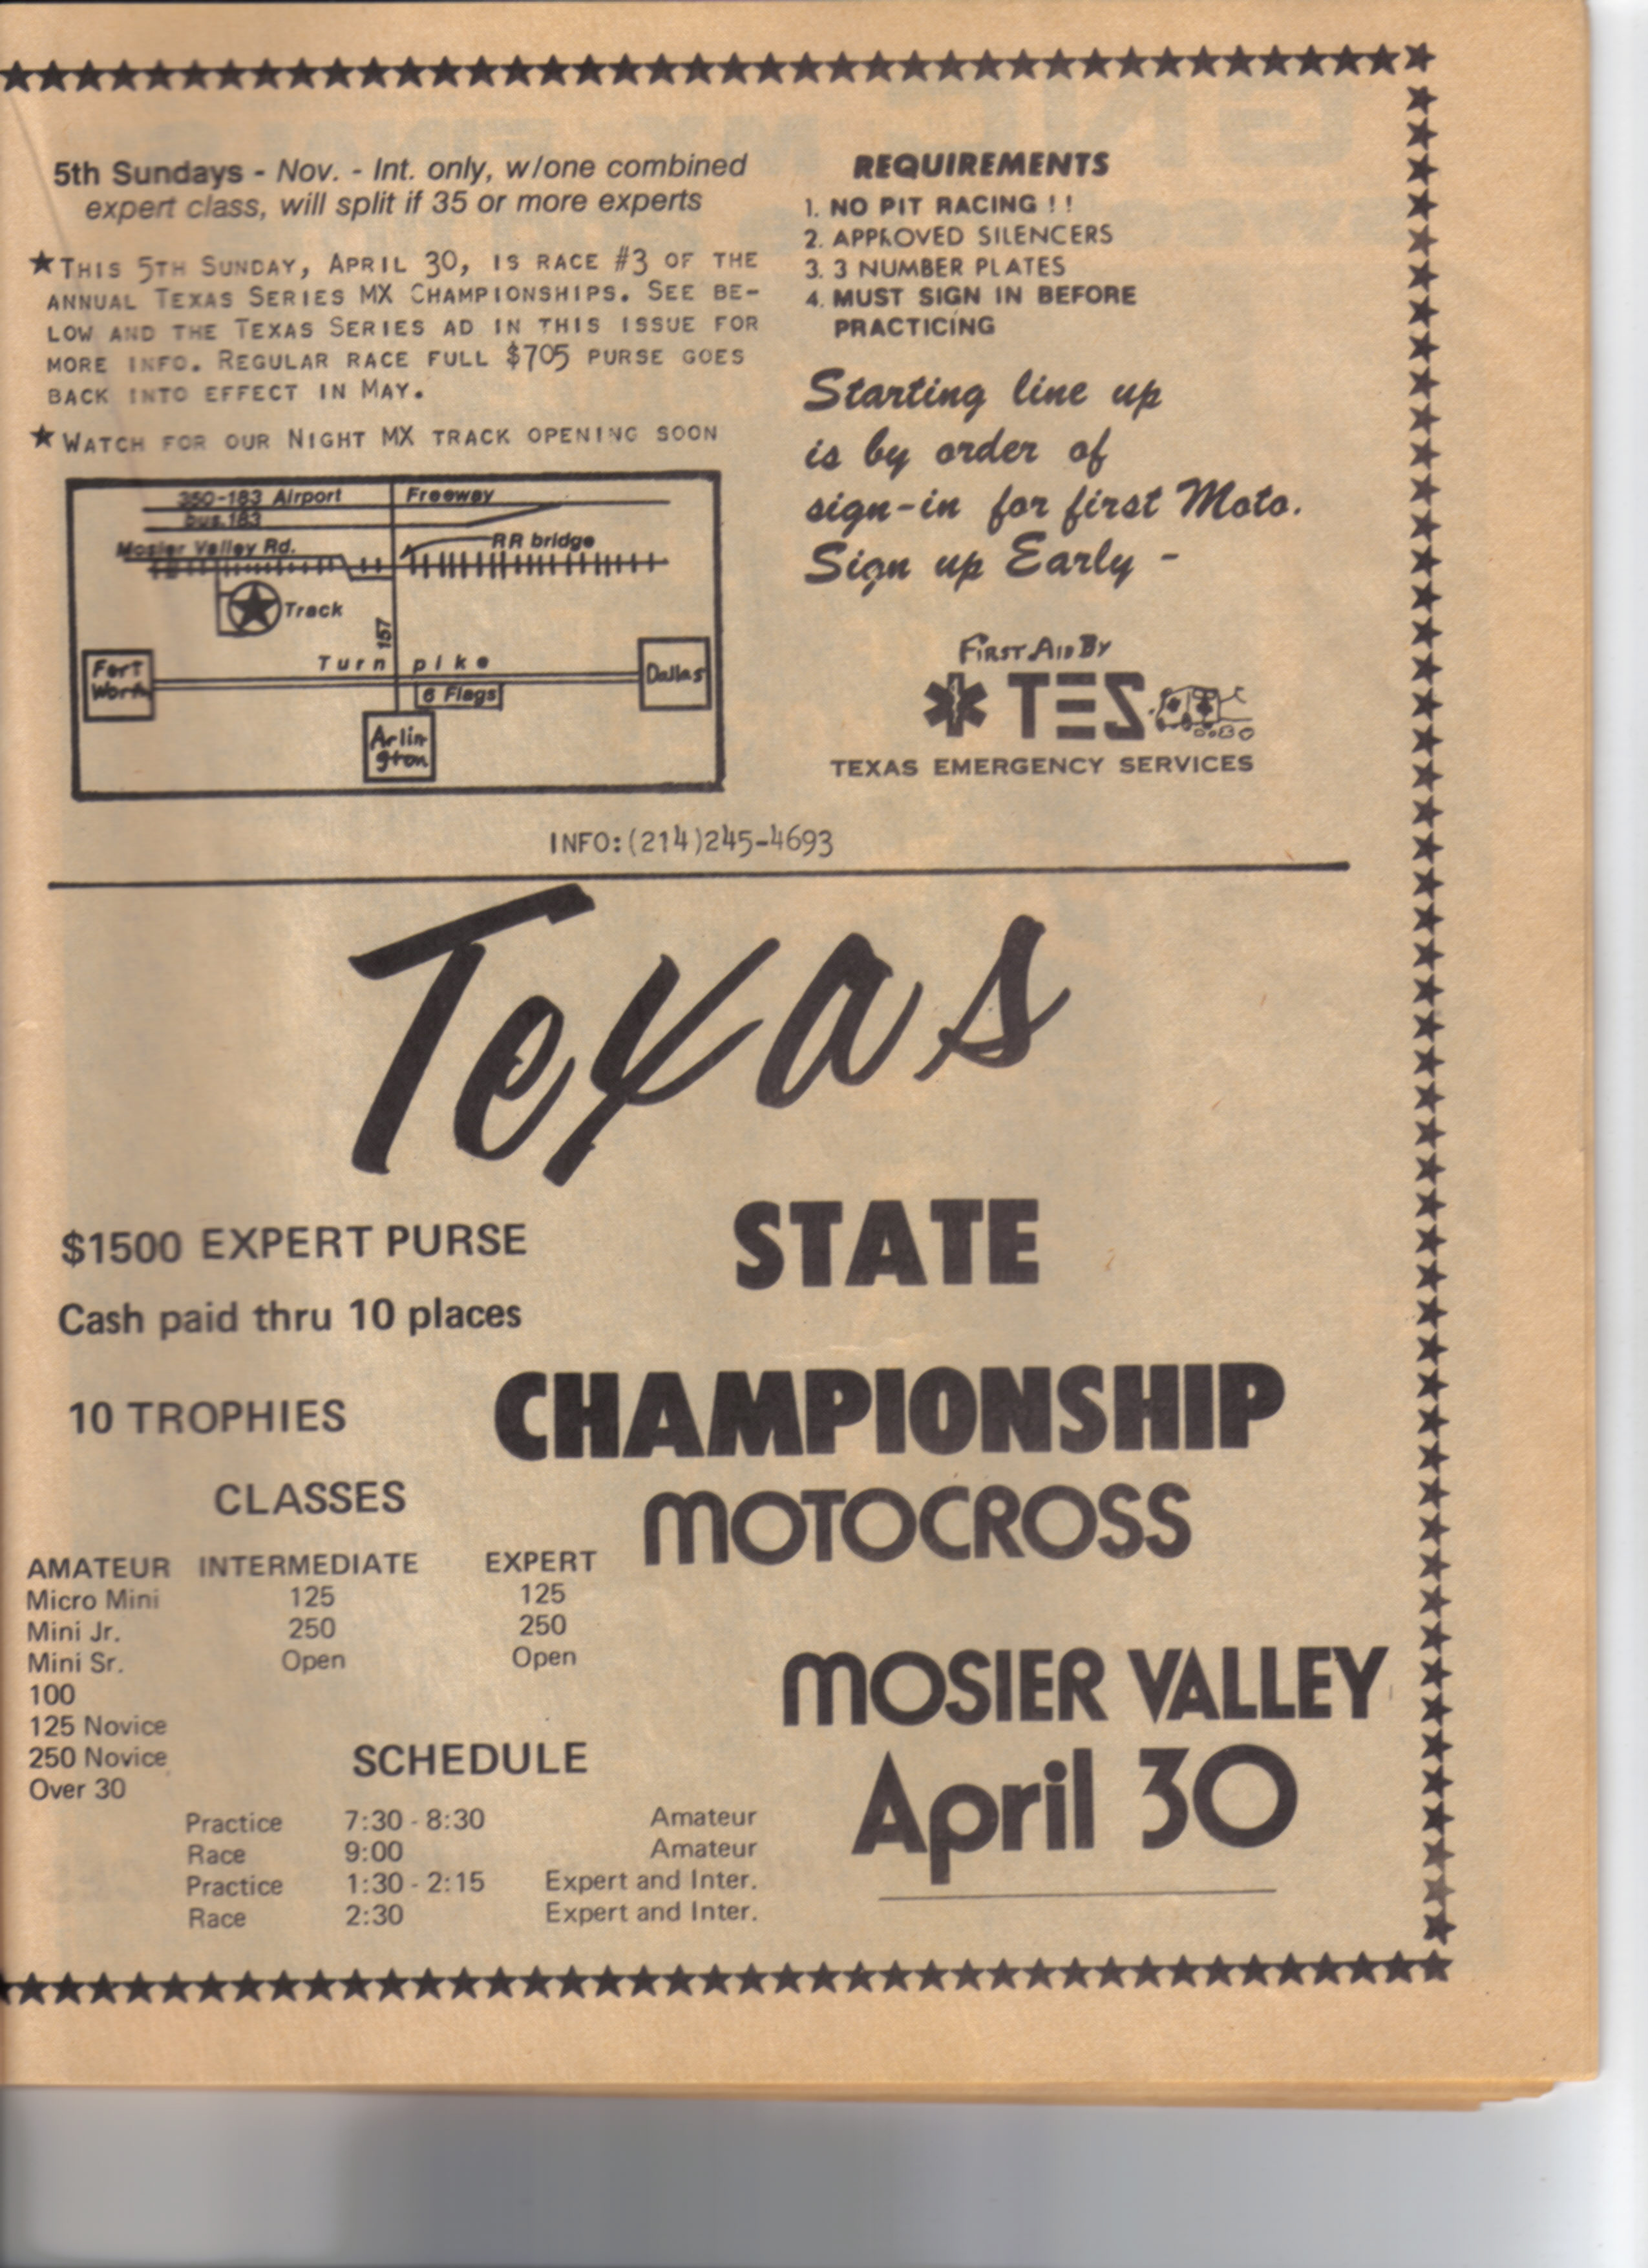 5th Sundays - Nov. - Int. only, w/one combined
expert class, will split if 35 or more experts
★THIS 5TH SUNDAY, APRIL 30, IS RACE #3 OF THE
ANNUAL TEXAS SERIES MX CHAMPIONSHIPS. SEE BE-
LOW AND THE TEXAS SERIES AD IN THIS ISSUE FOR
MORE INFO. REGULAR RACE FULL $705 PURSE GOES
BACK INTO EFFECT IN MAY.
★WATCH FOR OUR NIGHT MX TRACK OPENING SOON
350-183 Airport Freeway
bus.183
Mosier Valley Rd.
RR bridge
Track
157
Turn pike
Fort
Worth
6 Flags
Dallas
Arlin
gton
REQUIREMENTS
1. NO PIT RACING ! !
2. APPROVED SILENCERS
3. 3 NUMBER PLATES
4. MUST SIGN IN BEFORE
PRACTICING
Starting line up
is by order of
sign-in for first Moto.
Sign up Early -
FIRST AID BY
TES
TEXAS EMERGENCY SERVICES
INFO:(214)245-4693
Texas
STATE
CHAMPIONSHIP
MOTOCROSS
MOSIER VALLEY
April 30
$1500 EXPERT PURSE
Cash paid thru 10 places
10 TROPHIES
CLASSES
AMATEUR INTERMEDIATE EXPERT
Micro Mini 125 125
Mini Jr. 250 250
Mini Sr. Open Open
100
125 Novice
250 Novice
Over 30
SCHEDULE
Practice 7:30 - 8:30 Amateur
Race 9:00 Amateur
Practice 1:30 - 2:15 Expert and Inter.
Race 2:30 Expert and Inter.